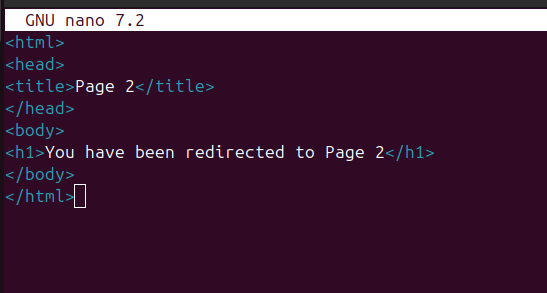 GNU nano 7.2
<html>
<head>
<title>Page 2</title>
</head>
<body>
<h1>You have been redirected to Page 2</h1>
</body>
</html>